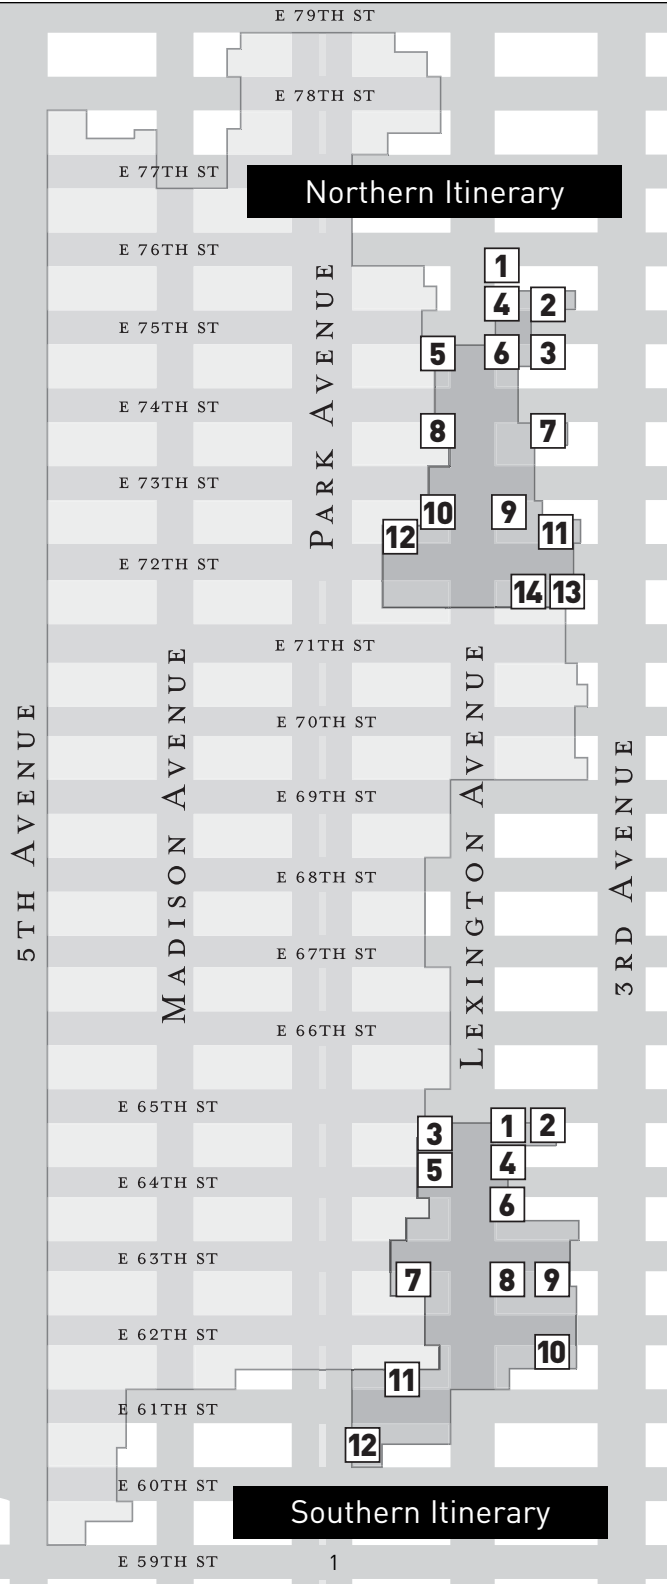 E 79TH ST
E 78TH ST
E 77TH ST
Northern Itinerary
E 76TH ST
1
4 2
E 75TH ST
5 6 3
PARK AVENUE
E 74TH ST
8 7
E 73TH ST
10 9
12 11
E 72TH ST
14 13
E 71TH ST
MADISON AVENUE
LEXINGTON AVENUE
E 70TH ST
5TH AVENUE
3RD AVENUE
E 69TH ST
E 68TH ST
E 67TH ST
E 66TH ST
E 65TH ST
3 1 2
5 4
E 64TH ST
6
E 63TH ST
7 8 9
E 62TH ST
10
11
E 61TH ST
12
E 60TH ST
Southern Itinerary
E 59TH ST
1